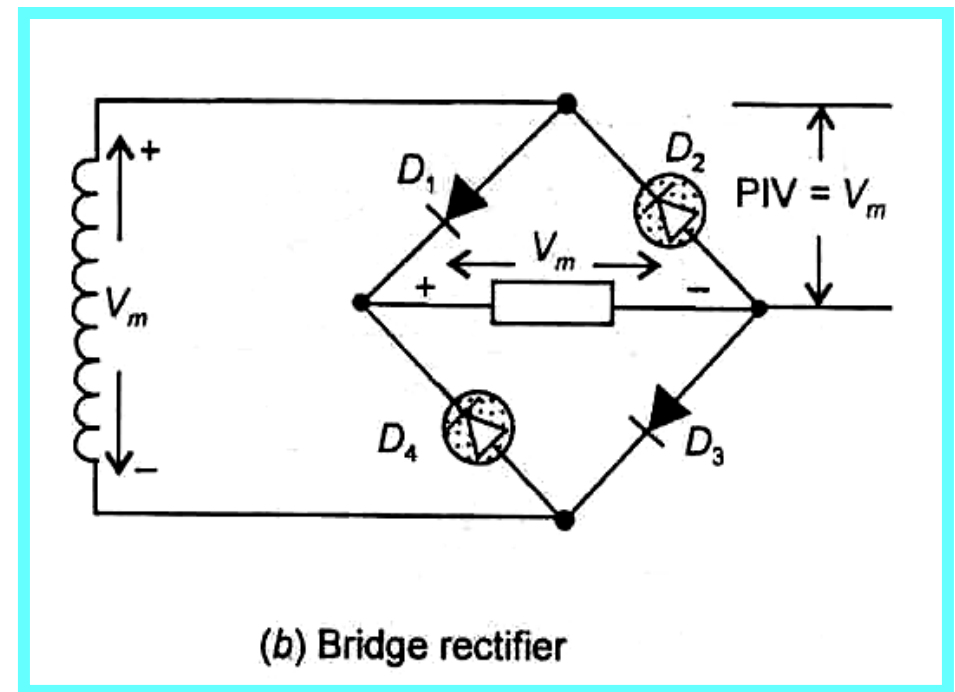 +
D₁
D₂
PIV = Vₘ
Vₘ
+
−
Vₘ
D₄
D₃
−
(b) Bridge rectifier